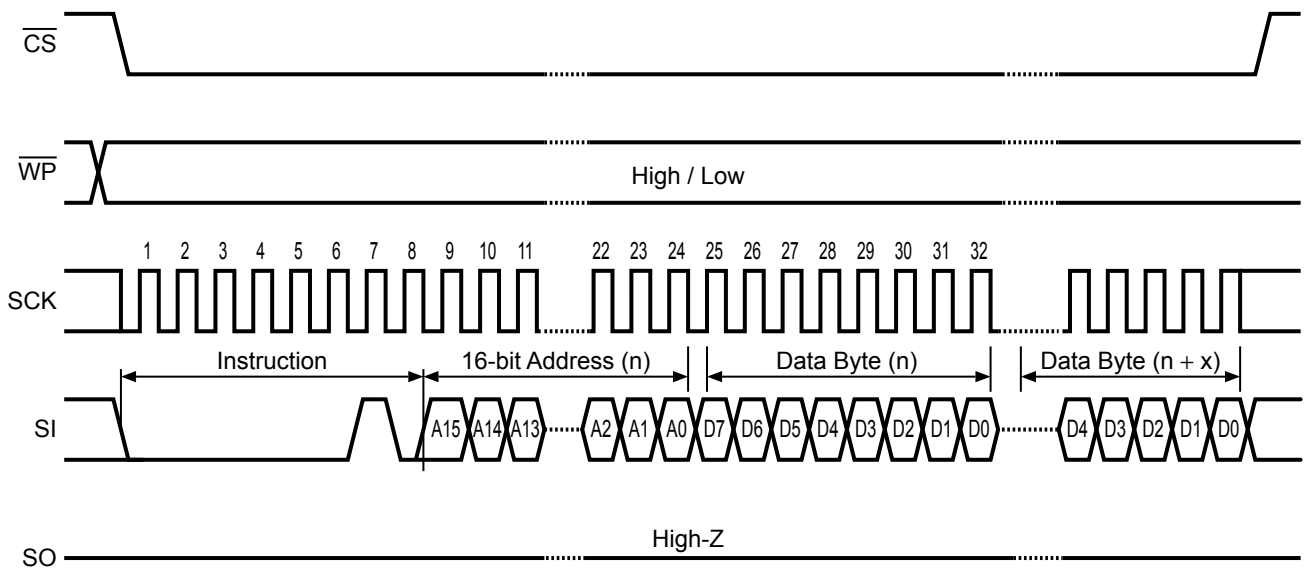 CS
WP
High / Low
1 2 3 4 5 6 7 8 9 10 11 22 23 24 25 26 27 28 29 30 31 32
SCK
Instruction 16-bit Address (n) Data Byte (n) Data Byte (n + x)
SI A15 A14 A13 A2 A1 A0 D7 D6 D5 D4 D3 D2 D1 D0 D4 D3 D2 D1 D0
High-Z
SO